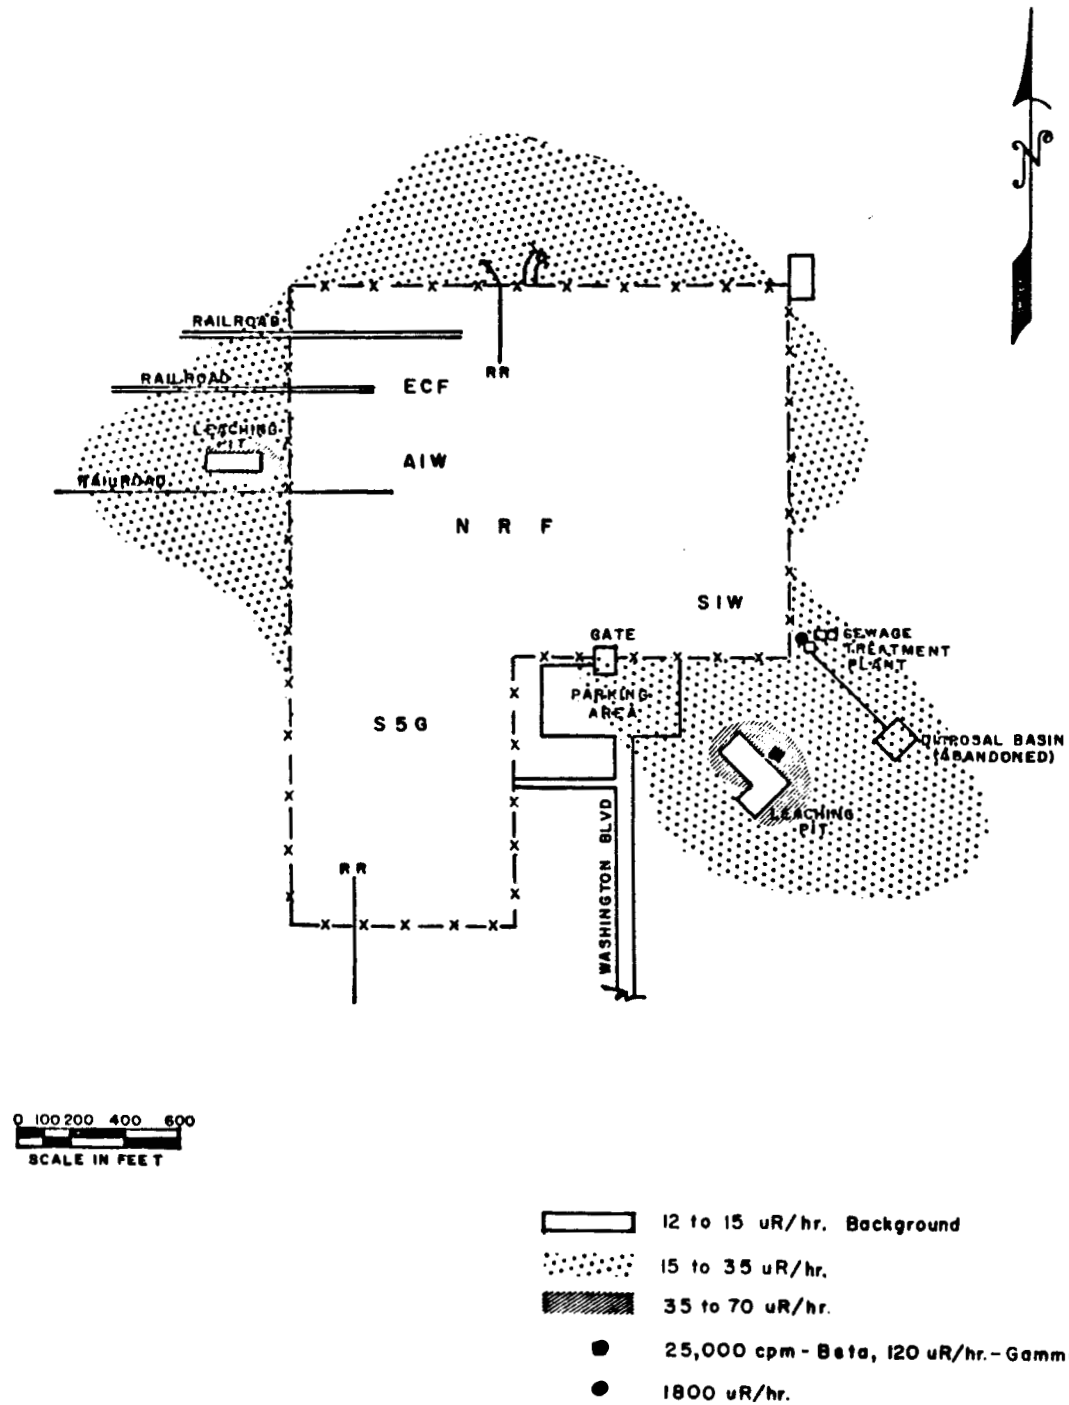 N
RAILROAD
RR
RAILROAD
ECF
LEACHING
PIT
AIW
RAILROAD
N R F
SIW
GATE
SEWAGE
TREATMENT
PLANT
PARKING
AREA
S5G
DISPOSAL BASIN
(ABANDONED)
LEACHING
PIT
WASHINGTON BLVD
RR
0 100 200 400 600
SCALE IN FEET
12 to 15 uR/hr. Background
15 to 35 uR/hr.
35 to 70 uR/hr.
25,000 cpm - Beta, 120 uR/hr. - Gamm
1800 uR/hr.